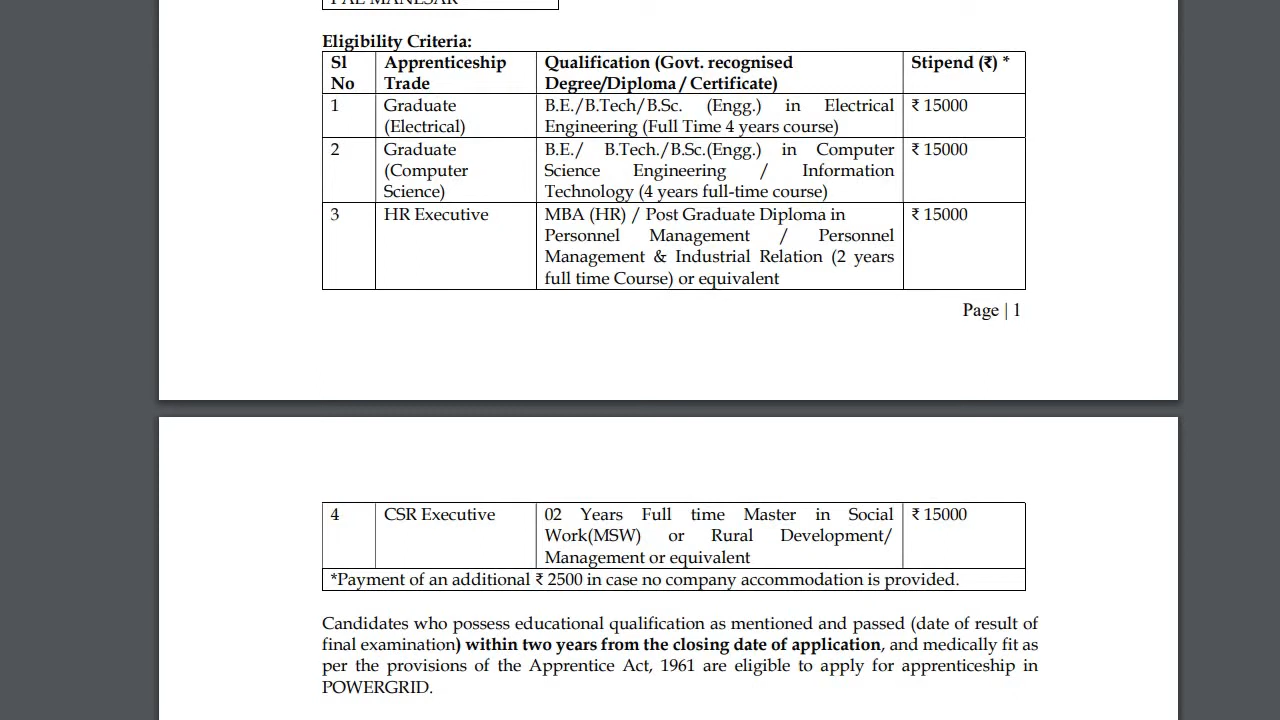 PAL MANESAR
Eligibility Criteria:
Sl No Apprenticeship Trade Qualification (Govt. recognised Degree/Diploma / Certificate) Stipend (₹) *
1 Graduate (Electrical) B.E./B.Tech/B.Sc. (Engg.) in Electrical Engineering (Full Time 4 years course) ₹ 15000
2 Graduate (Computer Science) B.E./ B.Tech./B.Sc.(Engg.) in Computer Science Engineering / Information Technology (4 years full-time course) ₹ 15000
3 HR Executive MBA (HR) / Post Graduate Diploma in Personnel Management / Personnel Management & Industrial Relation (2 years full time Course) or equivalent ₹ 15000
Page | 1
4 CSR Executive 02 Years Full time Master in Social Work(MSW) or Rural Development/ Management or equivalent ₹ 15000
*Payment of an additional ₹ 2500 in case no company accommodation is provided.
Candidates who possess educational qualification as mentioned and passed (date of result of
final examination) within two years from the closing date of application, and medically fit as
per the provisions of the Apprentice Act, 1961 are eligible to apply for apprenticeship in
POWERGRID.